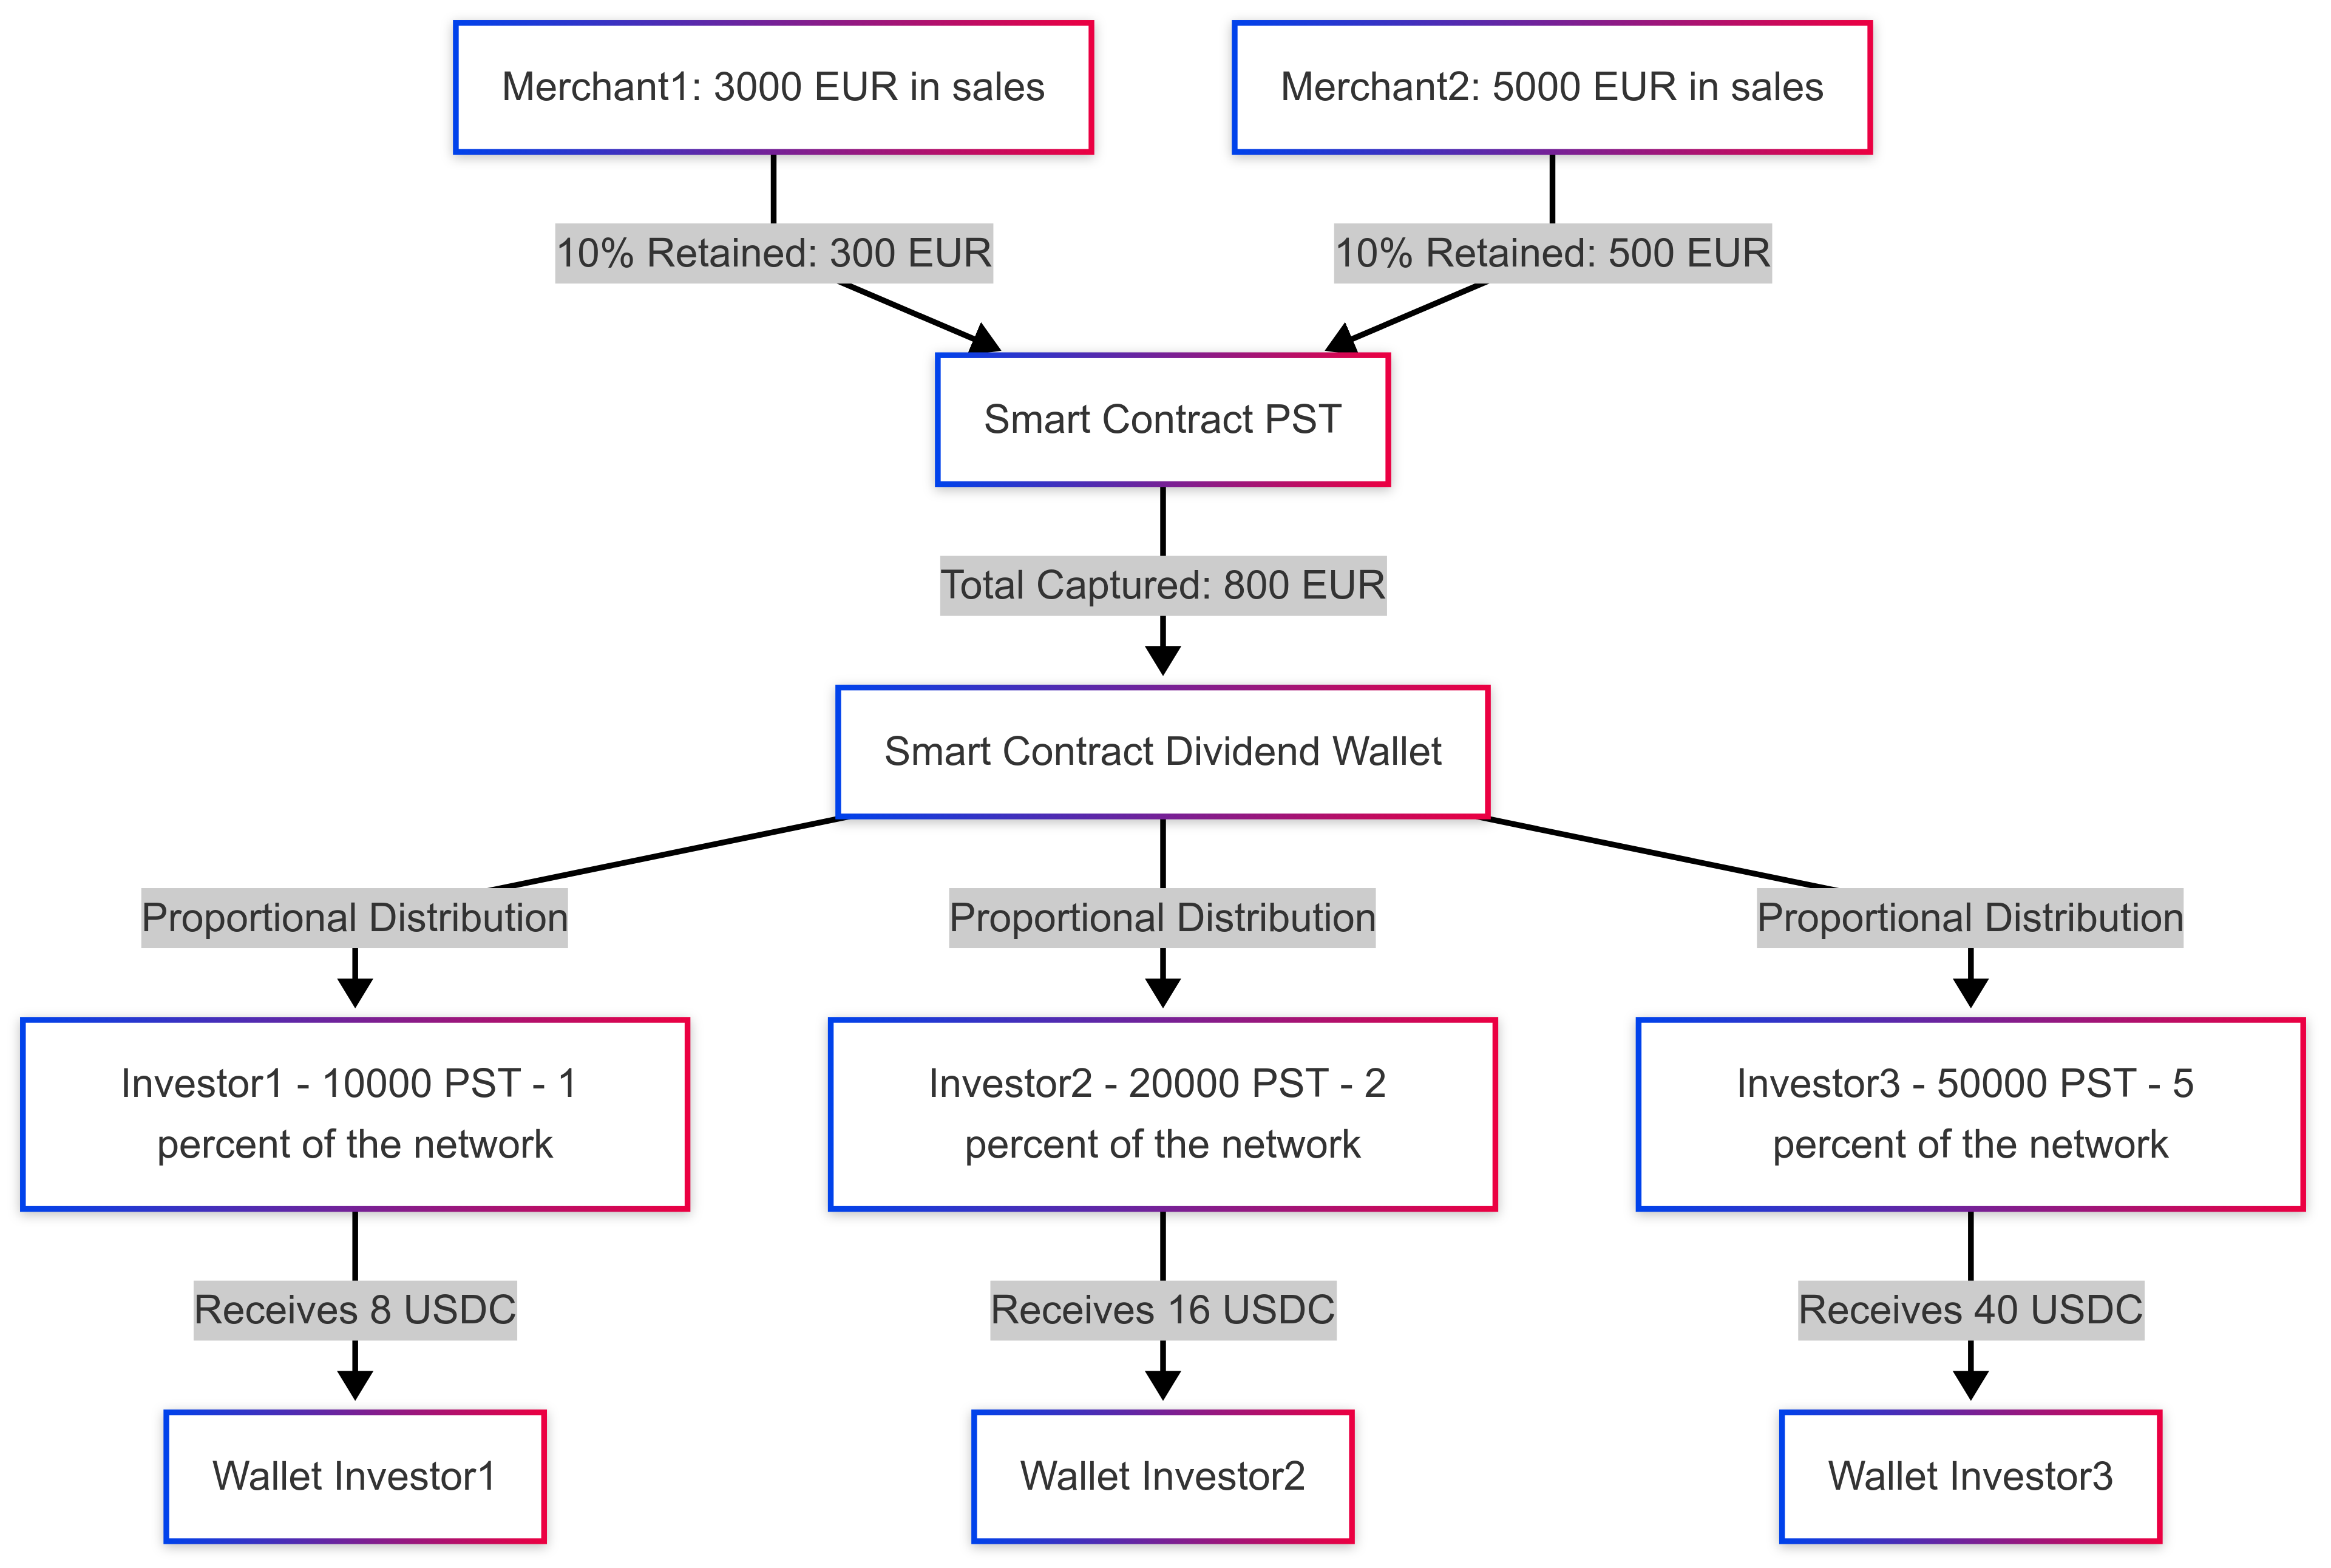 Merchant1: 3000 EUR in sales
Merchant2: 5000 EUR in sales
10% Retained: 300 EUR
10% Retained: 500 EUR
Smart Contract PST
Total Captured: 800 EUR
Smart Contract Dividend Wallet
Proportional Distribution
Proportional Distribution
Proportional Distribution
Investor1 - 10000 PST - 1
percent of the network
Investor2 - 20000 PST - 2
percent of the network
Investor3 - 50000 PST - 5
percent of the network
Receives 8 USDC
Receives 16 USDC
Receives 40 USDC
Wallet Investor1
Wallet Investor2
Wallet Investor3